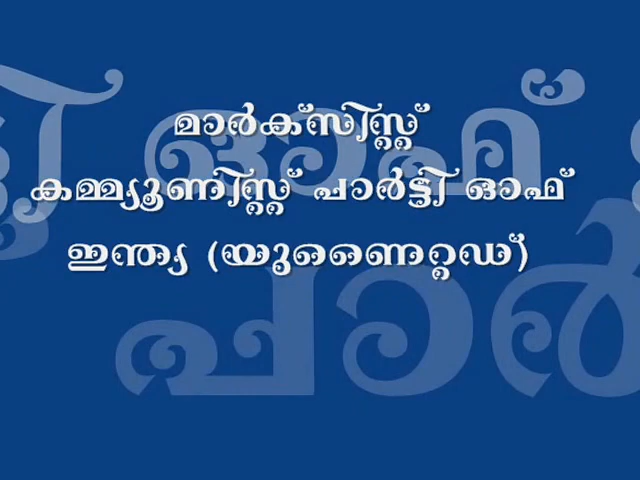 മാർക്സിസ്റ്റ്
കമ്മ്യൂണിസ്റ്റ് പാർട്ടി ഓഫ്
ഇന്ത്യ (യുണൈറ്റഡ്)